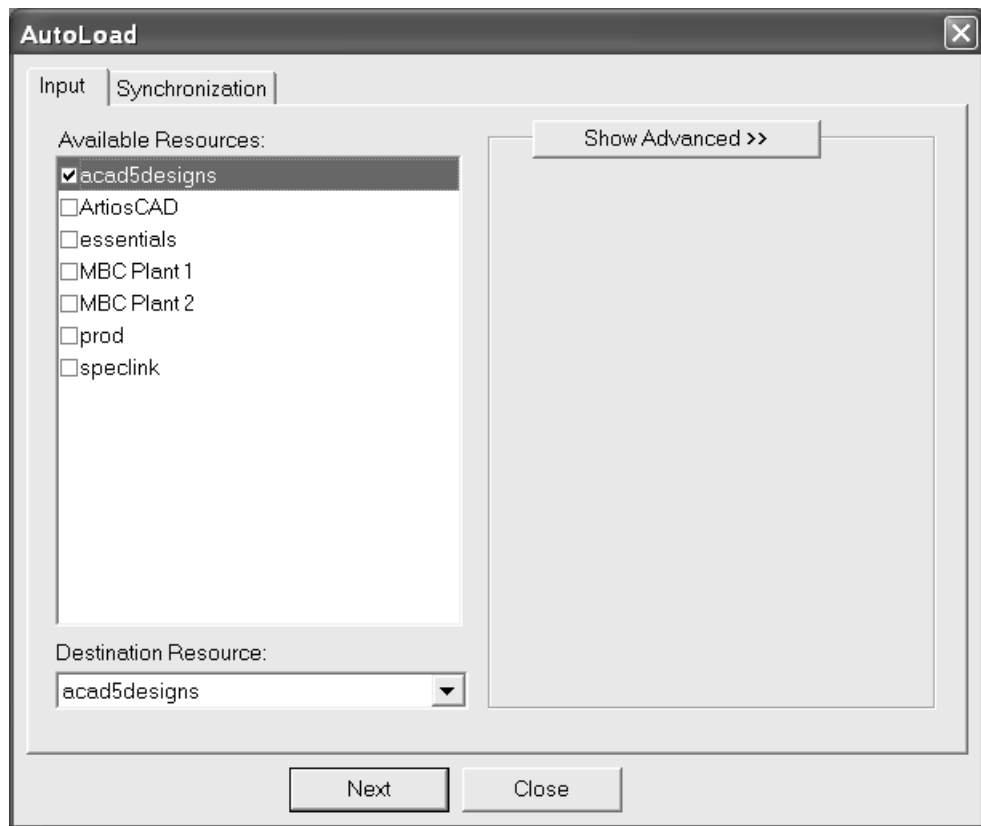 AutoLoad
Input
Synchronization
Available Resources:
Show Advanced >>
acad5designs
ArtiosCAD
essentials
MBC Plant 1
MBC Plant 2
prod
speclink
Destination Resource:
acad5designs
Next
Close